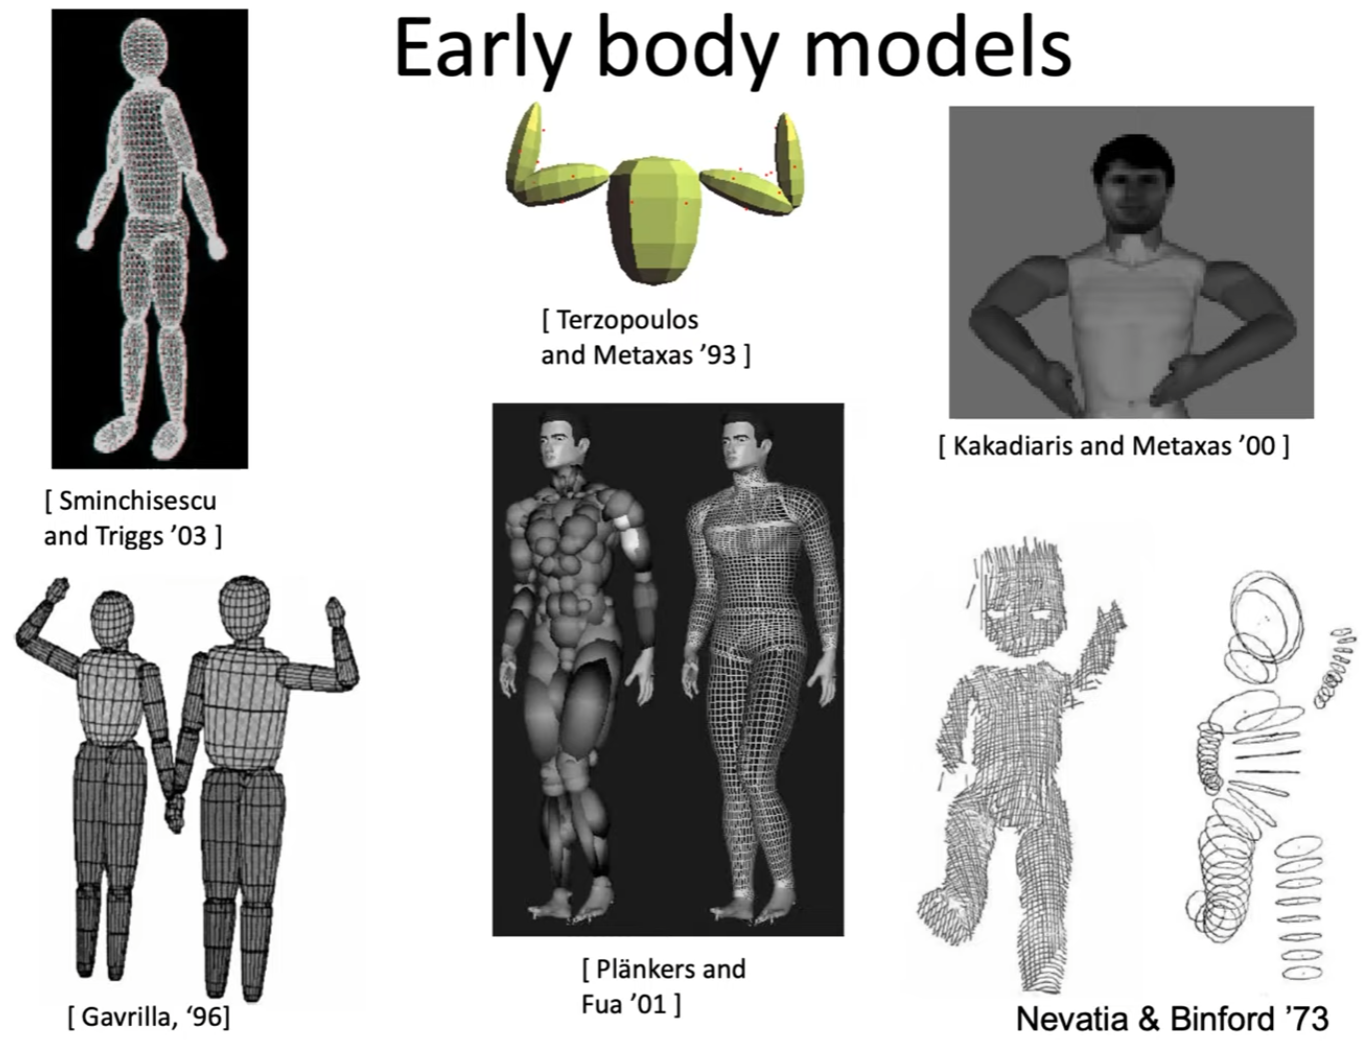 Early body models
[ Terzopoulos
and Metaxas ’93 ]
[ Kakadiaris and Metaxas ’00 ]
[ Sminchisescu
and Triggs ’03 ]
[ Plänkers and
Fua ’01 ]
[ Gavrilla, ‘96]
Nevatia & Binford ’73